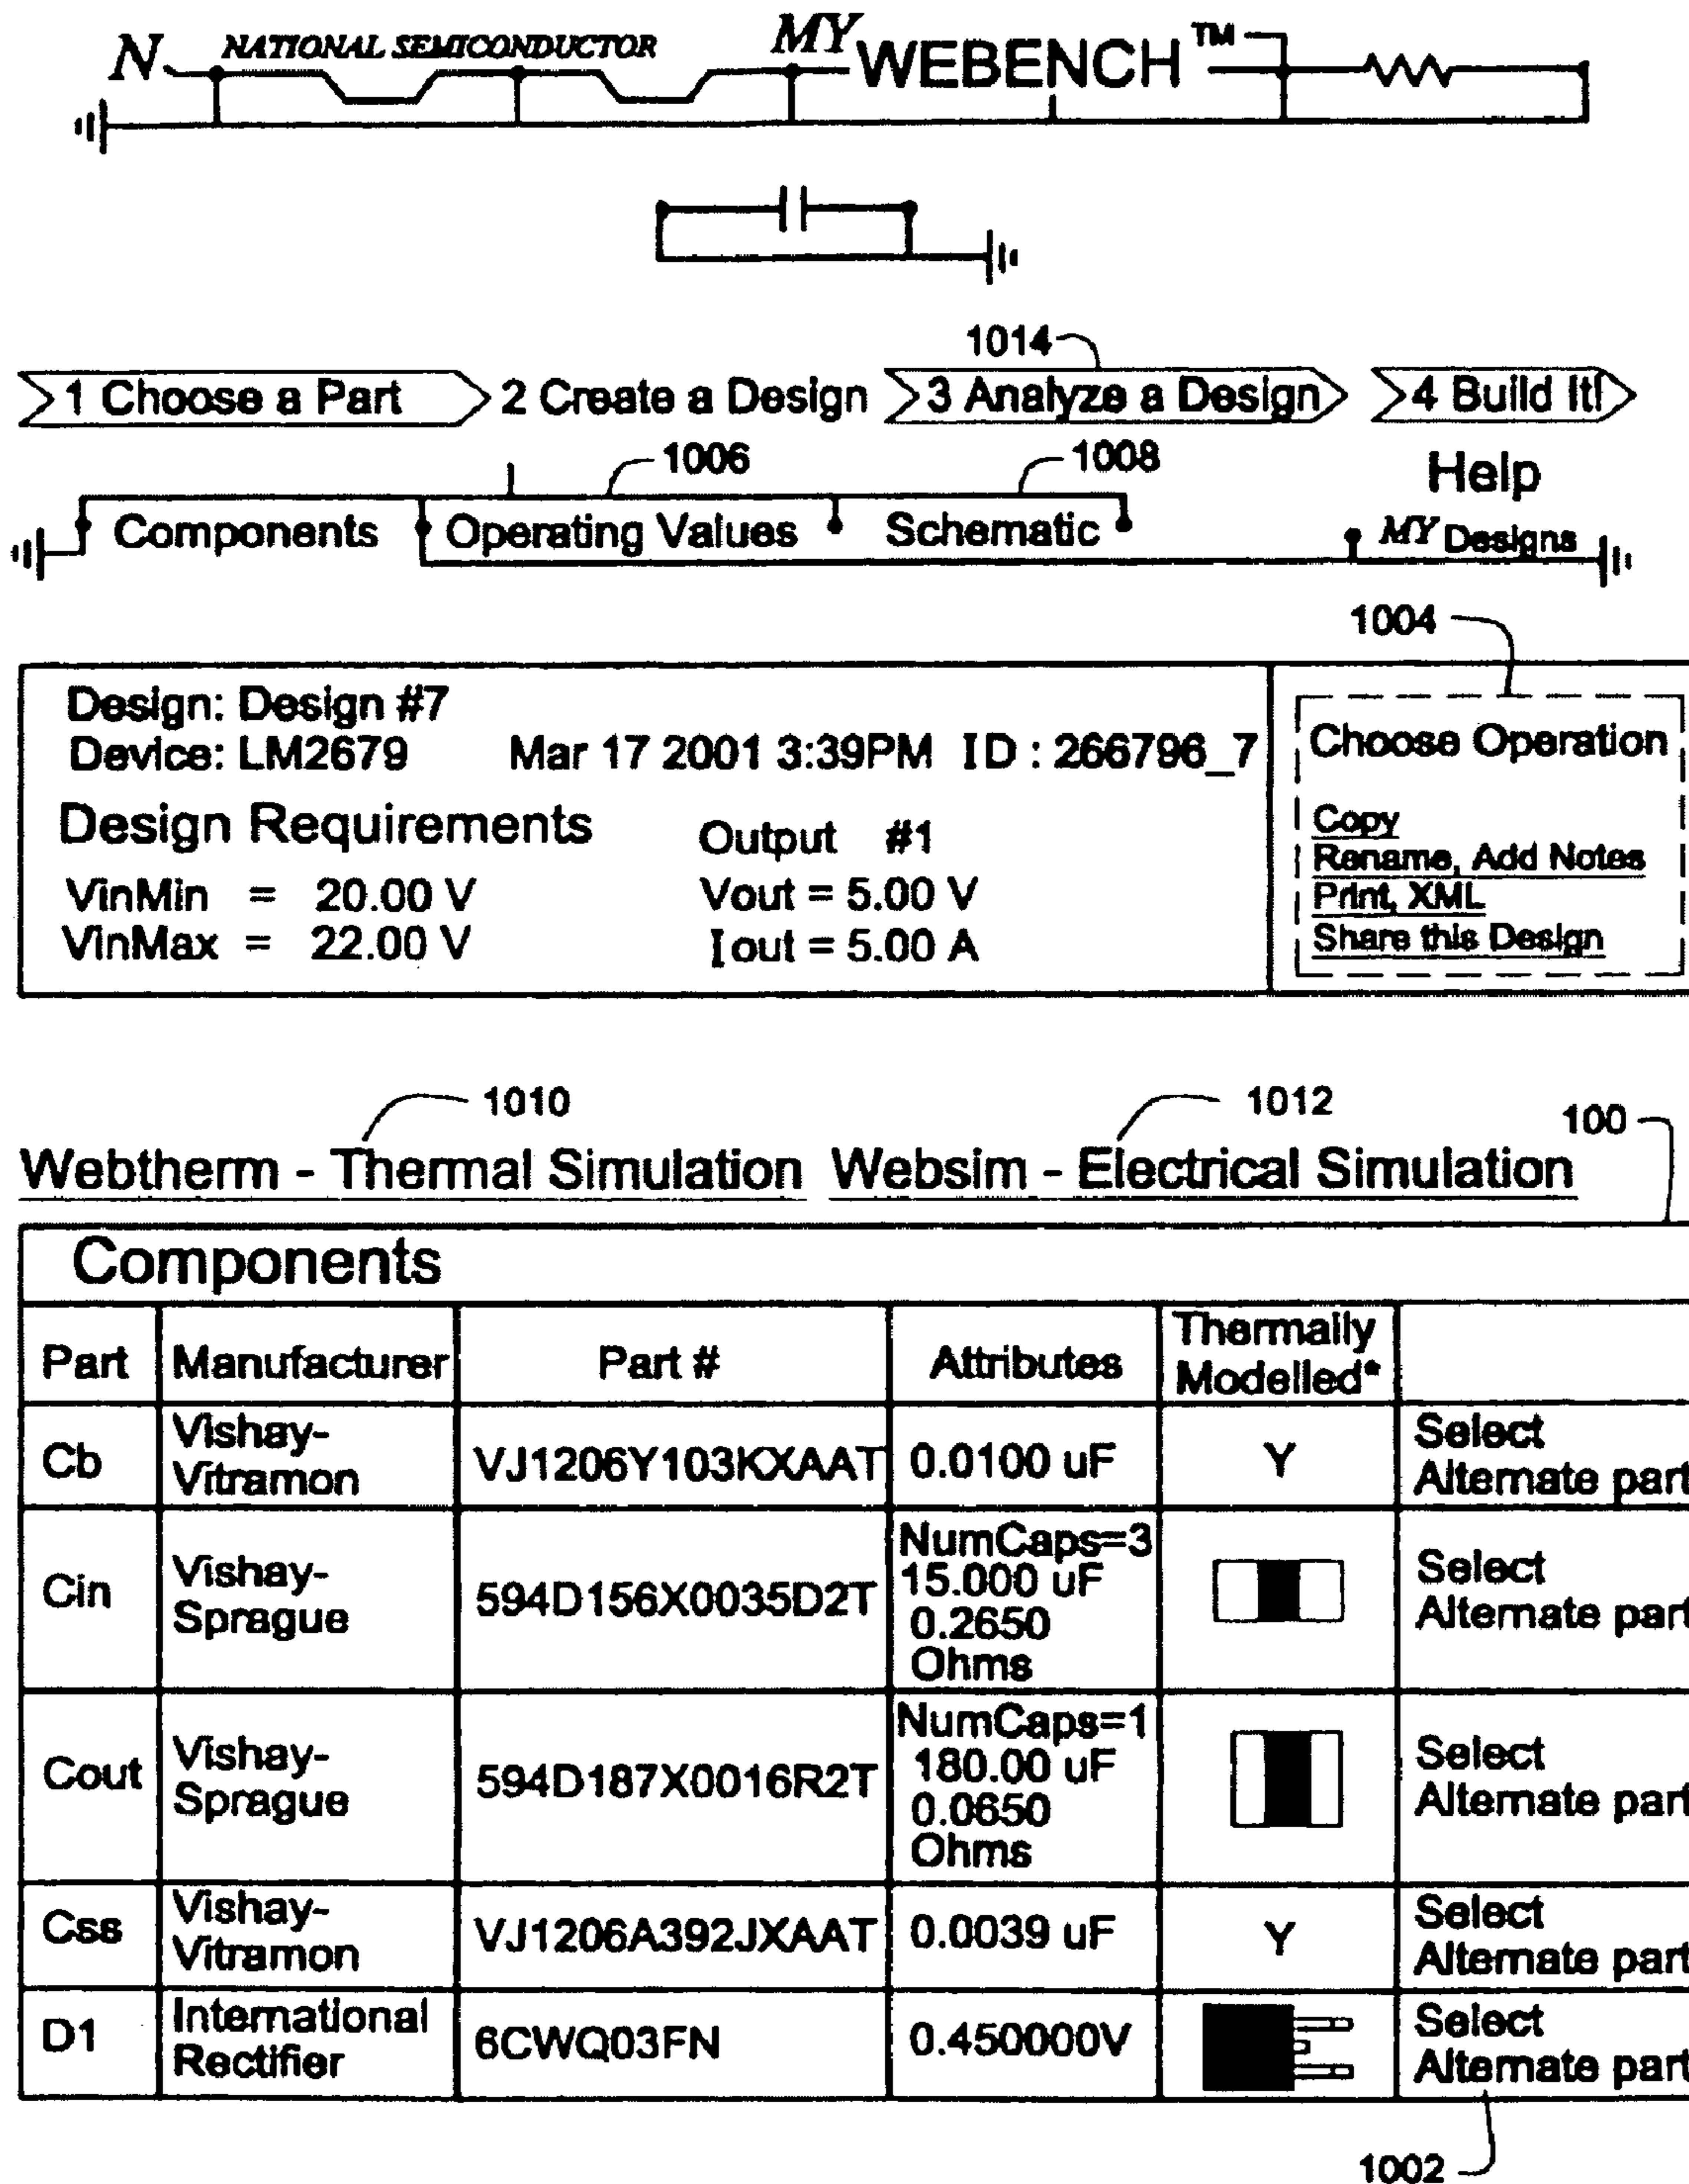 N NATIONAL SEMICONDUCTOR MY WEBENCH™
1014
1 Choose a Part 2 Create a Design 3 Analyze a Design 4 Build It!
1006 1008
Help
Components Operating Values Schematic MY Designs
1004
Design: Design #7
Device: LM2679 Mar 17 2001 3:39PM ID : 266796_7
Design Requirements Output #1
VinMin = 20.00 V Vout = 5.00 V
VinMax = 22.00 V Iout = 5.00 A
Choose Operation
Copy
Rename, Add Notes
Print, XML
Share this Design
1010 1012 100
Webtherm - Thermal Simulation Websim - Electrical Simulation
Components
Part Manufacturer Part # Attributes Thermally
Modelled*
Cb Vishay-
Vitramon VJ1206Y103KXAAT 0.0100 uF Y Select
Alternate part
Cin Vishay-
Sprague 594D156X0035D2T NumCaps=3
15.000 uF
0.2650
Ohms
Select
Alternate part
Cout Vishay-
Sprague 594D187X0016R2T NumCaps=1
180.00 uF
0.0650
Ohms
Select
Alternate part
Css Vishay-
Vitramon VJ1206A392JXAAT 0.0039 uF Y Select
Alternate part
D1 International
Rectifier 6CWQ03FN 0.450000V Select
Alternate part
1002